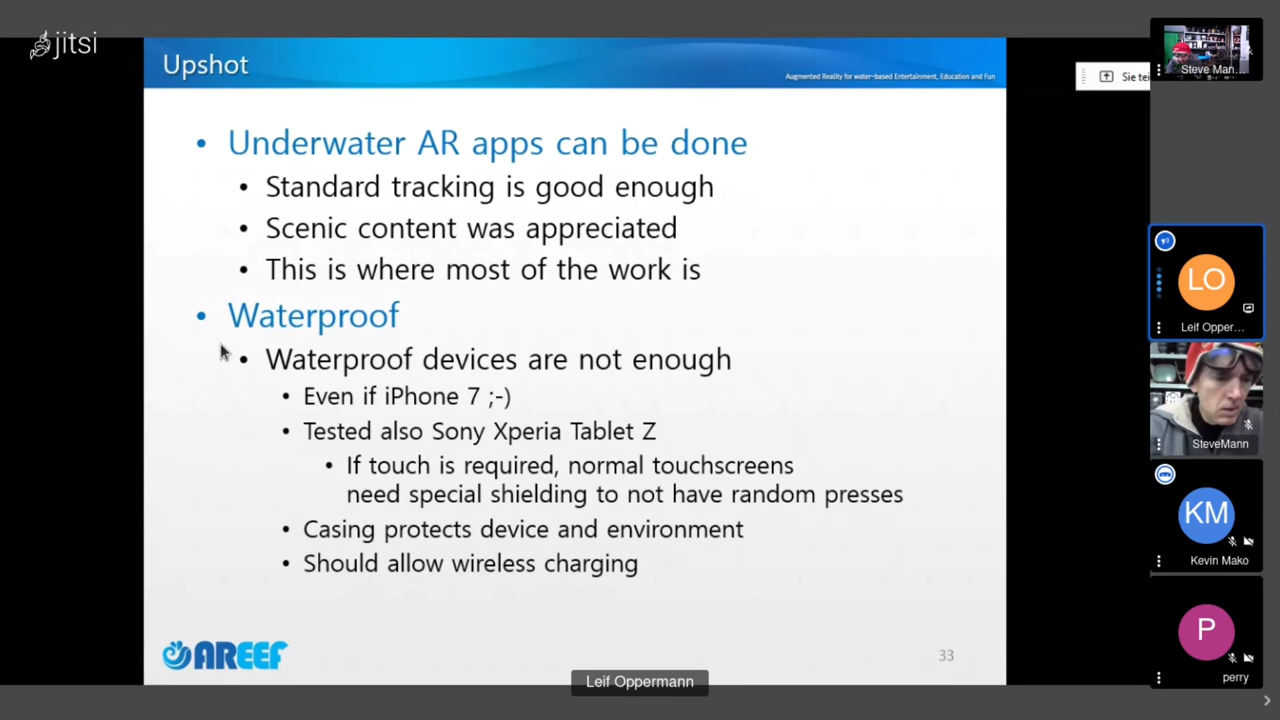 jitsi
Upshot
Augmented Reality for water-based Entertainment, Education and Fun
• Underwater AR apps can be done
• Standard tracking is good enough
• Scenic content was appreciated
• This is where most of the work is
• Waterproof
• Waterproof devices are not enough
• Even if iPhone 7 ;-)
• Tested also Sony Xperia Tablet Z
• If touch is required, normal touchscreens
need special shielding to not have random presses
• Casing protects device and environment
• Should allow wireless charging
AREEF
33
Leif Oppermann
Sie tei
Steve Man...
LO
Leif Opper...
SteveMann
KM
Kevin Mako
P
perry